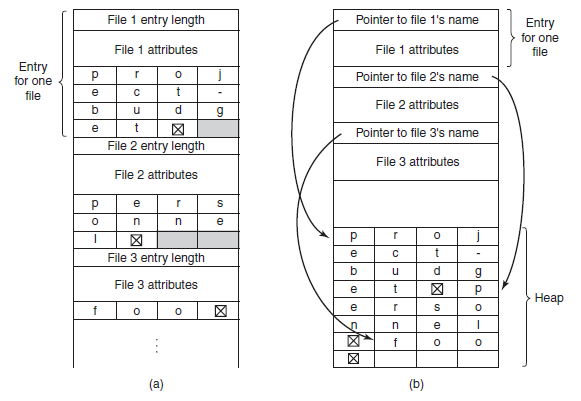 File 1 entry length
File 1 attributes
Entry
for one
file
p r o j
e c t -
b u d g
e t ☒
File 2 entry length
File 2 attributes
p e r s
o n n e
l ☒
File 3 entry length
File 3 attributes
f o o ☒
⋮
(a)
Pointer to file 1's name
File 1 attributes
Entry
for one
file
Pointer to file 2's name
File 2 attributes
Pointer to file 3's name
File 3 attributes
p r o j
e c t -
b u d g
e t ☒ p
e r s o
n n e l
☒ f o o
☒
Heap
(b)